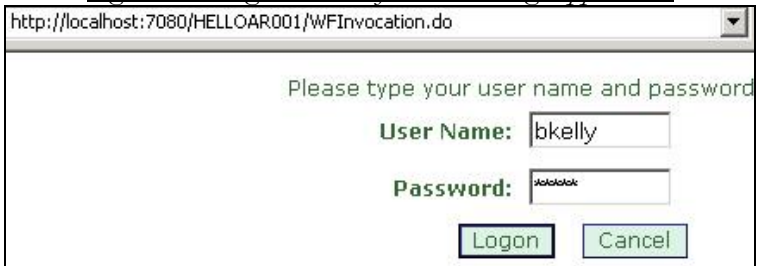 http://localhost:7080/HELLOAR001/WFInvocation.do
Please type your user name and password
User Name: bkelly
Password: ******
Logon Cancel